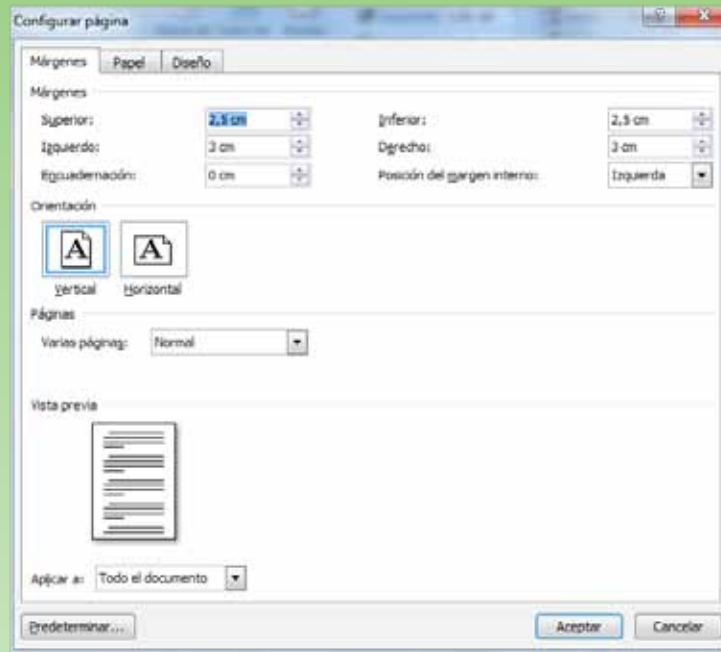 Configurar página
Márgenes Papel Diseño
Márgenes
Superior: 2,5 cm Inferior: 2,5 cm
Izquierdo: 3 cm Derecho: 3 cm
Encuadernación: 0 cm Posición del margen interno: Izquierda
Orientación
A A
Vertical Horizontal
Páginas
Varias páginas: Normal
Vista previa
Aplicar a: Todo el documento
Predeterminar... Aceptar Cancelar